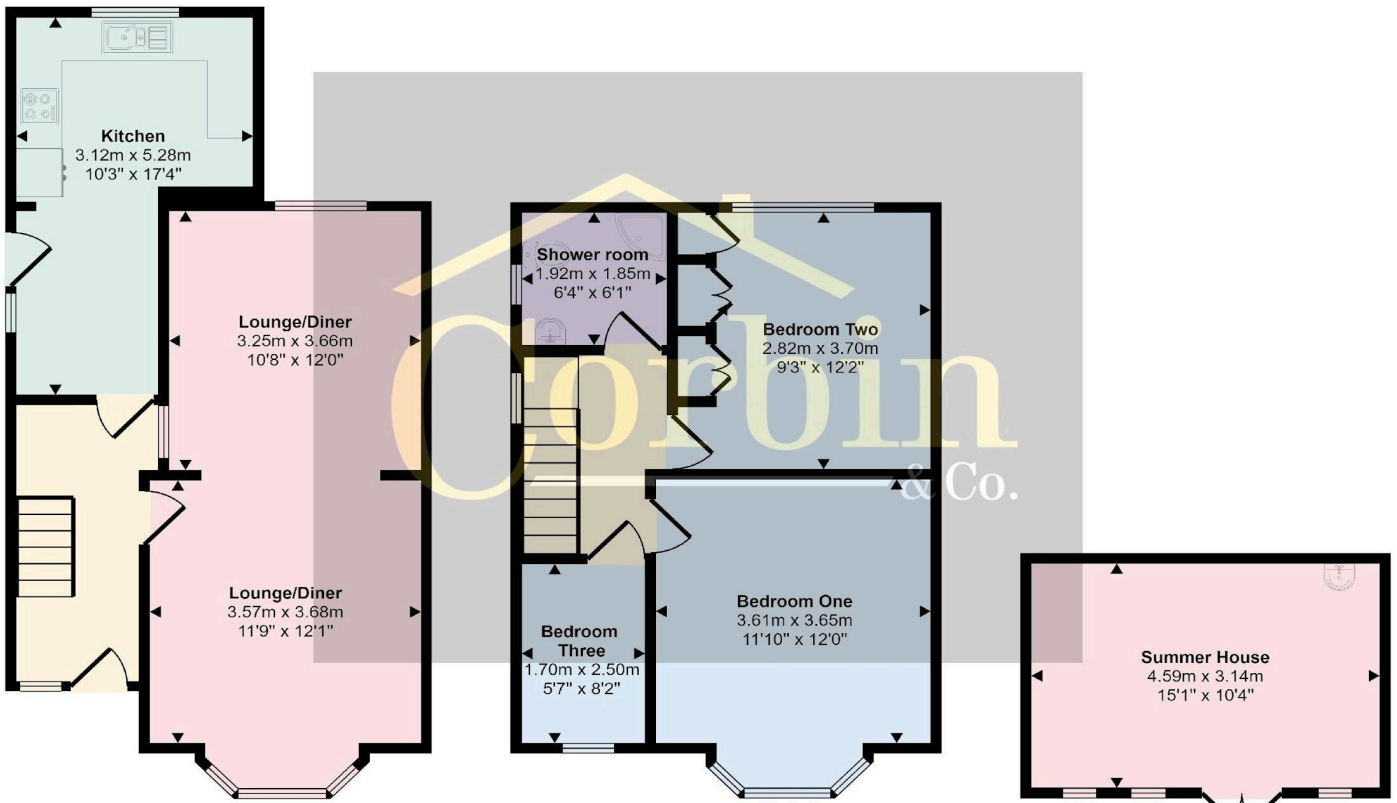 Kitchen
3.12m x 5.28m
10'3" x 17'4"
Lounge/Diner
3.25m x 3.66m
10'8" x 12'0"
Lounge/Diner
3.57m x 3.68m
11'9" x 12'1"
Shower room
1.92m x 1.85m
6'4" x 6'1"
Bedroom Two
2.82m x 3.70m
9'3" x 12'2"
Corbin
& Co.
Bedroom
Three
1.70m x 2.50m
5'7" x 8'2"
Bedroom One
3.61m x 3.65m
11'10" x 12'0"
Summer House
4.59m x 3.14m
15'1" x 10'4"